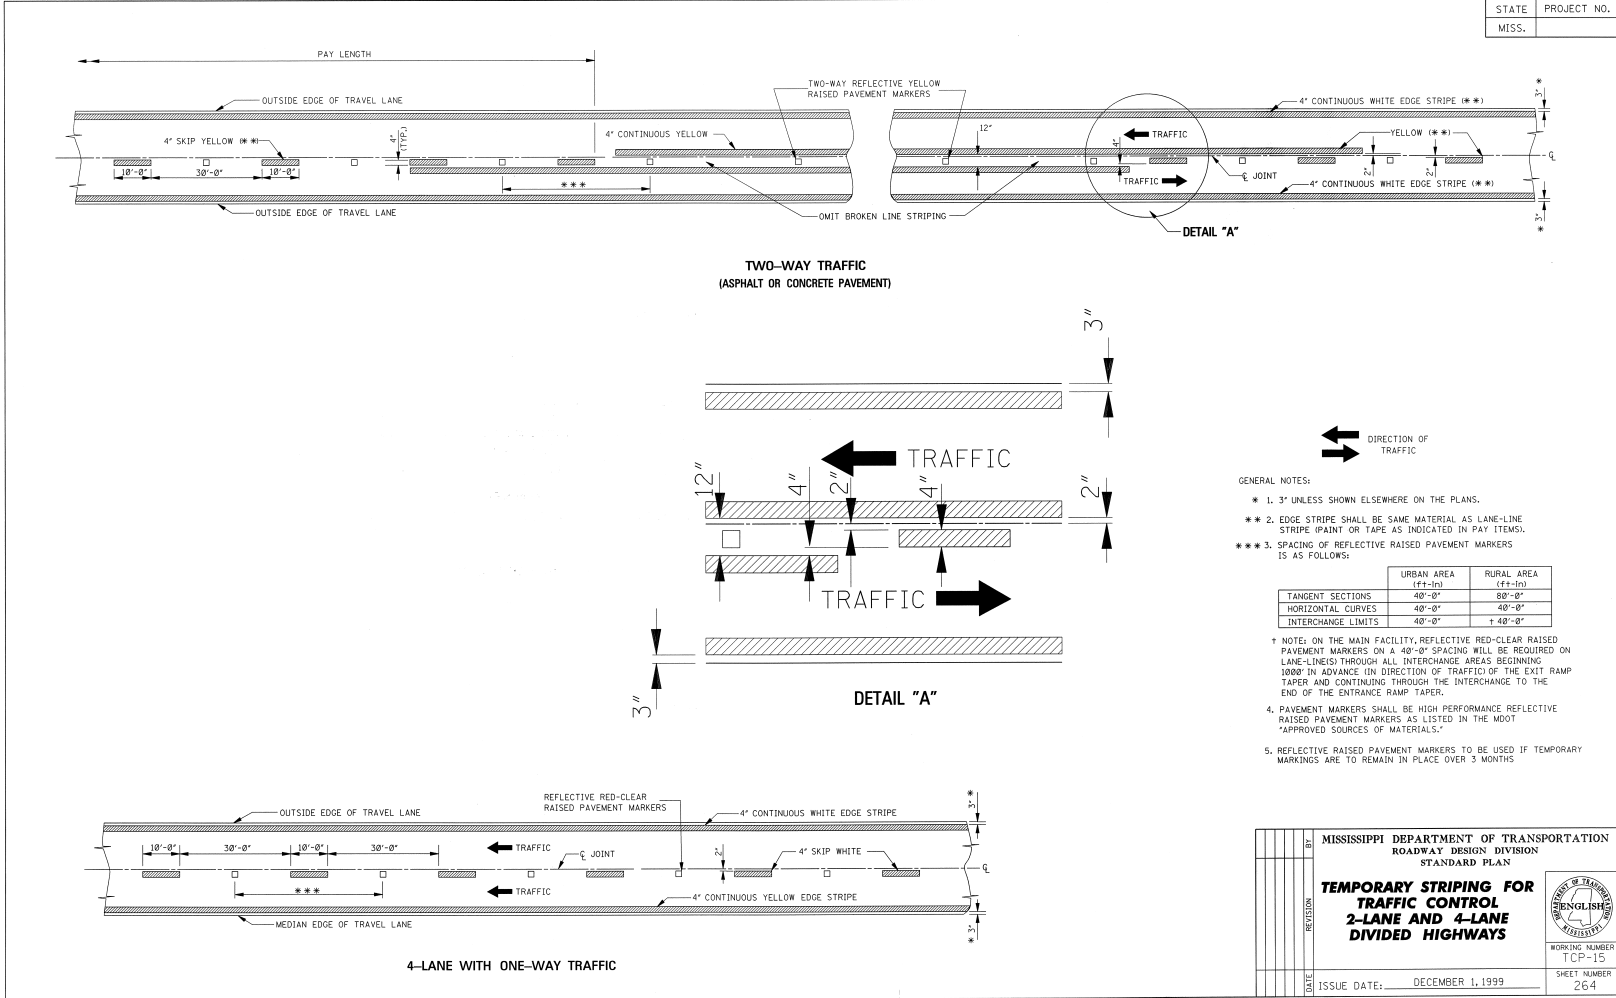 STATE PROJECT NO.
MISS.
PAY LENGTH
OUTSIDE EDGE OF TRAVEL LANE
TWO-WAY REFLECTIVE YELLOW
RAISED PAVEMENT MARKERS
4" CONTINUOUS WHITE EDGE STRIPE (**)
3" *
4" SKIP YELLOW (**)
4"
(TYP.)
4" CONTINUOUS YELLOW
12"
4"
TRAFFIC
YELLOW (**)
℄
10'-0" 30'-0" 10'-0"
***
TRAFFIC
℄ JOINT
2"
2"
4" CONTINUOUS WHITE EDGE STRIPE (**)
OUTSIDE EDGE OF TRAVEL LANE
OMIT BROKEN LINE STRIPING
* 3"
DETAIL "A"
TWO-WAY TRAFFIC
(ASPHALT OR CONCRETE PAVEMENT)
3"
TRAFFIC
12"
4"
2"
4"
2"
TRAFFIC
3"
DETAIL "A"
DIRECTION OF
TRAFFIC
GENERAL NOTES:
* 1. 3" UNLESS SHOWN ELSEWHERE ON THE PLANS.
** 2. EDGE STRIPE SHALL BE SAME MATERIAL AS LANE-LINE
STRIPE (PAINT OR TAPE AS INDICATED IN PAY ITEMS).
*** 3. SPACING OF REFLECTIVE RAISED PAVEMENT MARKERS
IS AS FOLLOWS:
URBAN AREA RURAL AREA
(ft-in) (ft-in)
TANGENT SECTIONS 40'-0" 80'-0"
HORIZONTAL CURVES 40'-0" 40'-0"
INTERCHANGE LIMITS 40'-0" † 40'-0"
† NOTE: ON THE MAIN FACILITY, REFLECTIVE RED-CLEAR RAISED
PAVEMENT MARKERS ON A 40'-0" SPACING WILL BE REQUIRED ON
LANE-LINE(S) THROUGH ALL INTERCHANGE AREAS BEGINNING
1000' IN ADVANCE (IN DIRECTION OF TRAFFIC) OF THE EXIT RAMP
TAPER AND CONTINUING THROUGH THE INTERCHANGE TO THE
END OF THE ENTRANCE RAMP TAPER.
4. PAVEMENT MARKERS SHALL BE HIGH PERFORMANCE REFLECTIVE
RAISED PAVEMENT MARKERS AS LISTED IN THE MDOT
"APPROVED SOURCES OF MATERIALS."
5. REFLECTIVE RAISED PAVEMENT MARKERS TO BE USED IF TEMPORARY
MARKINGS ARE TO REMAIN IN PLACE OVER 3 MONTHS
OUTSIDE EDGE OF TRAVEL LANE
REFLECTIVE RED-CLEAR
RAISED PAVEMENT MARKERS
4" CONTINUOUS WHITE EDGE STRIPE
3" *
10'-0" 30'-0" 10'-0" 30'-0"
TRAFFIC
℄ JOINT
2"
4" SKIP WHITE
℄
***
TRAFFIC
4" CONTINUOUS YELLOW EDGE STRIPE
MEDIAN EDGE OF TRAVEL LANE
* 3"
4-LANE WITH ONE-WAY TRAFFIC
BY
REVISION
DATE
MISSISSIPPI DEPARTMENT OF TRANSPORTATION
ROADWAY DESIGN DIVISION
STANDARD PLAN
TEMPORARY STRIPING FOR
TRAFFIC CONTROL
2-LANE AND 4-LANE
DIVIDED HIGHWAYS
DEPARTMENT OF TRANSPORTATION
ENGLISH
MISSISSIPPI
WORKING NUMBER
TCP-15
ISSUE DATE: DECEMBER 1, 1999
SHEET NUMBER
264